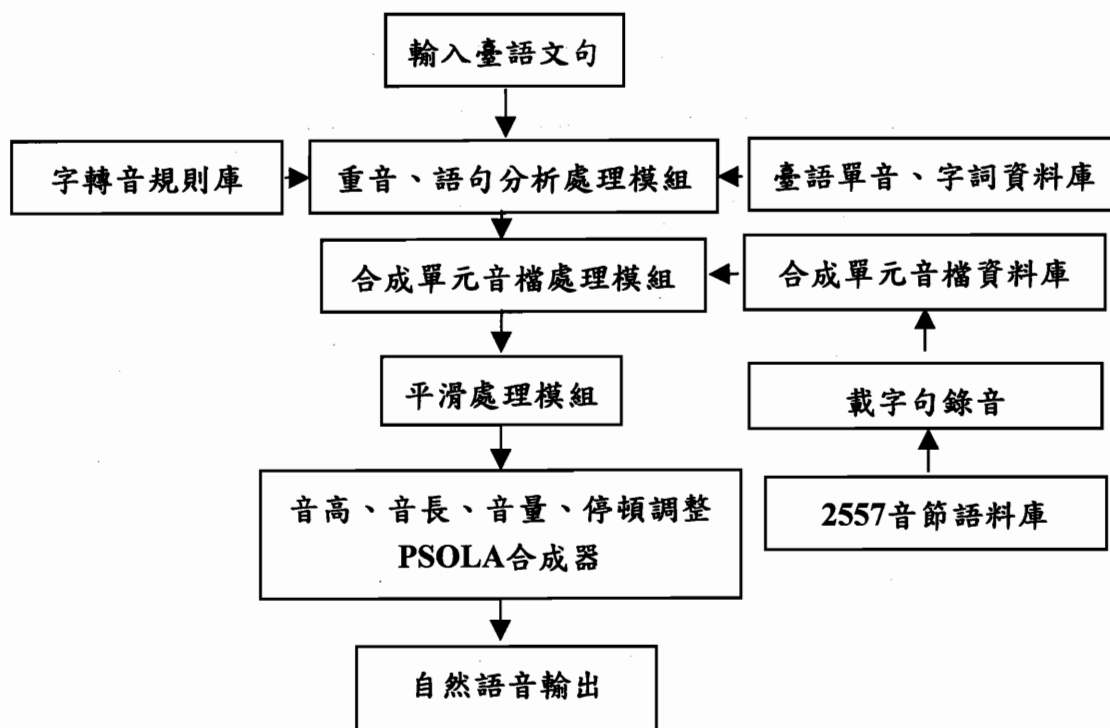 輸入臺語文句
字轉音規則庫
重音、語句分析處理模組
臺語單音、字詞資料庫
合成單元音檔處理模組
合成單元音檔資料庫
平滑處理模組
載字句錄音
音高、音長、音量、停頓調整
PSOLA合成器
2557音節語料庫
自然語音輸出